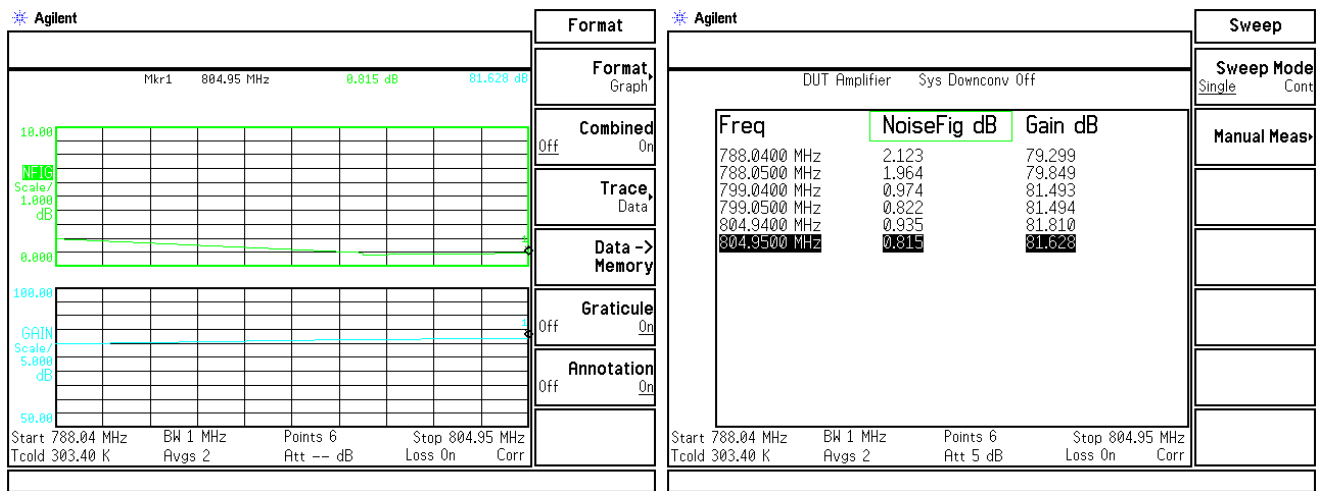 Agilent
Format
Mkr1 804.95 MHz 0.815 dB 81.628 dB
Format
Graph
10.00
Combined
Off On
NFIG
Scale/
1.000
dB
Trace
Data
1
0.000
Data ->
Memory
100.00
Graticule
Off On
1
GAIN
Scale/
5.000
dB
Annotation
Off On
50.00
Start 788.04 MHz BW 1 MHz Points 6 Stop 804.95 MHz
Tcold 303.40 K Avgs 2 Att -- dB Loss On Corr
Agilent
Sweep
DUT Amplifier Sys Downconv Off
Sweep Mode
Single Cont
Freq NoiseFig dB Gain dB
Manual Meas
788.0400 MHz 2.123 79.299
788.0500 MHz 1.964 79.849
799.0400 MHz 0.974 81.493
799.0500 MHz 0.822 81.494
804.9400 MHz 0.935 81.810
804.9500 MHz 0.815 81.628
Start 788.04 MHz BW 1 MHz Points 6 Stop 804.95 MHz
Tcold 303.40 K Avgs 2 Att 5 dB Loss On Corr